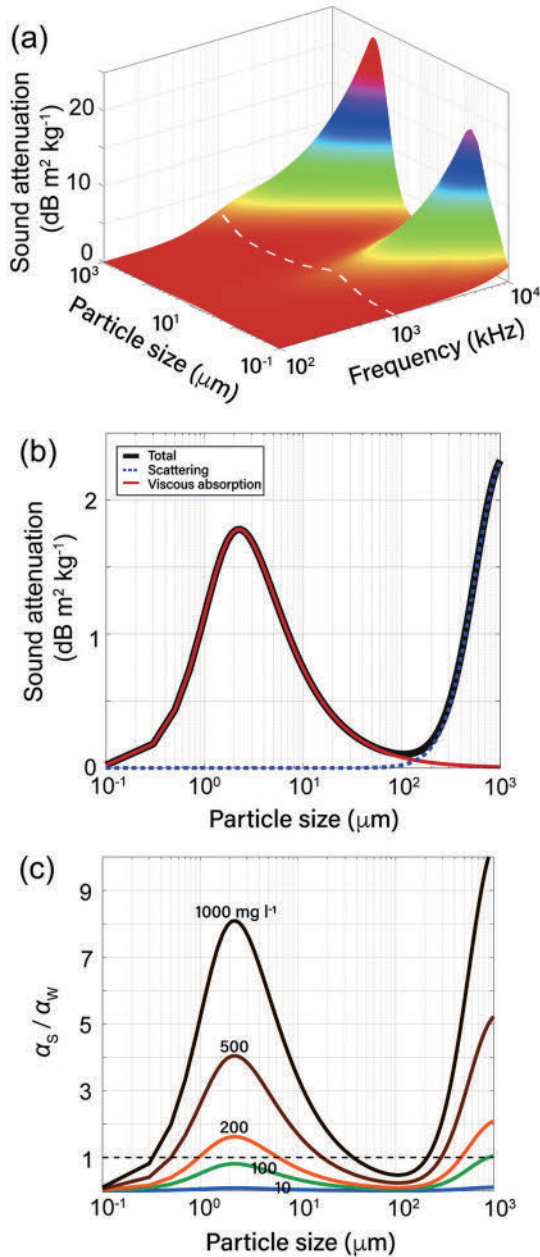 (a)
Sound attenuation
(dB m² kg⁻¹)
20
10
0
10³
10¹
10⁻¹
Particle size (μm)
10²
10³
10⁴
Frequency (kHz)
(b)
Total
Scattering
Viscous absorption
Sound attenuation
(dB m² kg⁻¹)
2
1
0
10⁻¹
10⁰
10¹
10²
10³
Particle size (μm)
(c)
αs / αw
9
7
5
3
1
1000 mg l⁻¹
500
200
100
10
10⁻¹
10⁰
10¹
10²
10³
Particle size (μm)